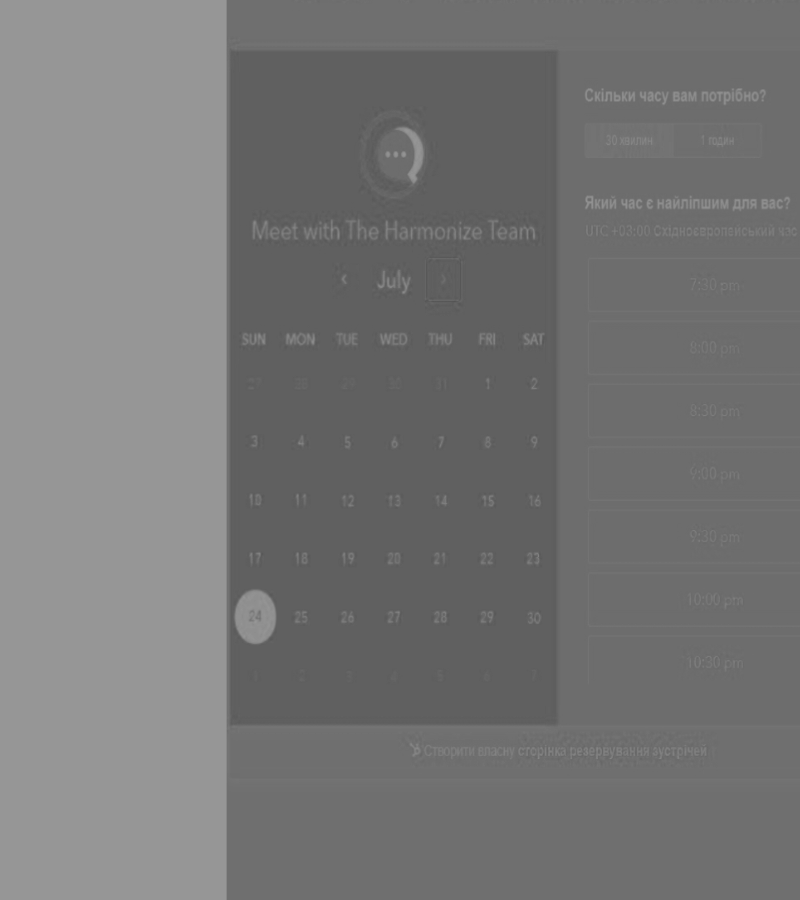 Meet with The Harmonize Team
July
SUN MON TUE WED THU FRI SAT
27 28 29 30 31 1 2
3 4 5 6 7 8 9
10 11 12 13 14 15 16
17 18 19 20 21 22 23
24 25 26 27 28 29 30
1 2 3 4 5 6 7
Скільки часу вам потрібно?
30 хвилин 1 годин
Який час є найліпшим для вас?
UTC +03:00 Східноєвропейський час
7:30 pm
8:00 pm
8:30 pm
9:00 pm
9:30 pm
10:00 pm
10:30 pm
Створити власну сторінка резервування зустрічей